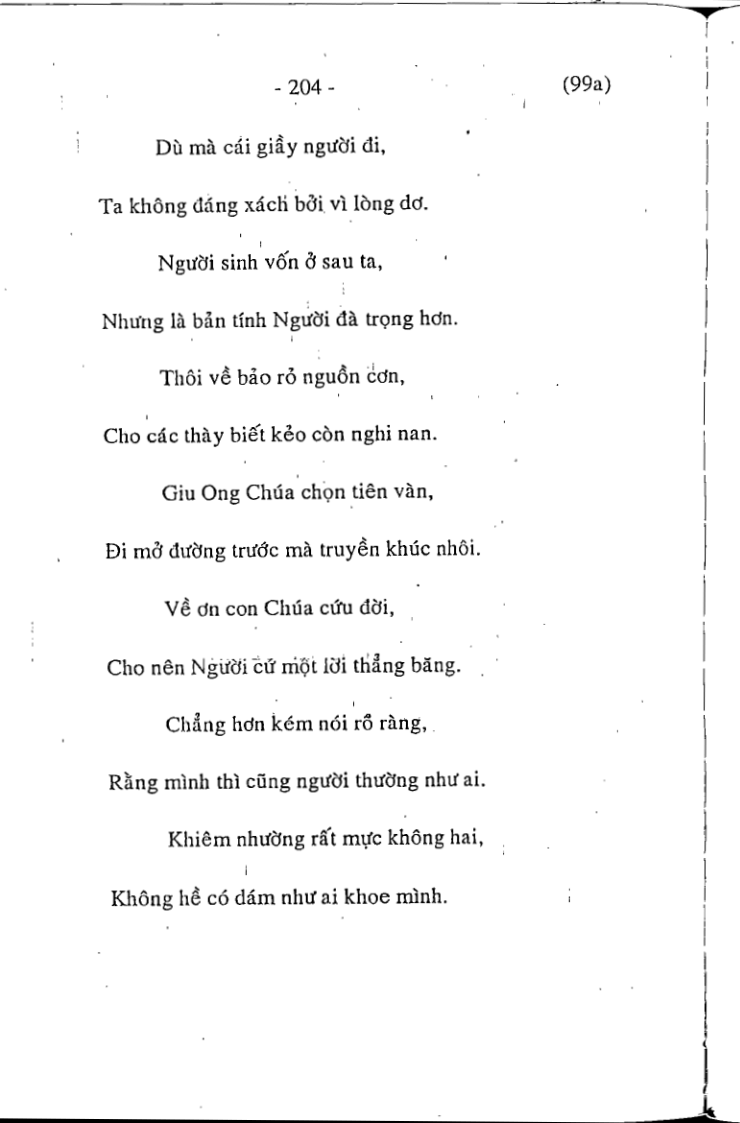 - 204 - (99a)
Dù mà cái giầy người đi,
Ta không đáng xách bởi vì lòng dơ.
Người sinh vốn ở sau ta,
Nhưng là bản tính Người đà trọng hơn.
Thôi về bảo rỏ nguồn cơn,
Cho các thày biết kẻo còn nghi nan.
Giu Ong Chúa chọn tiên vàn,
Đi mở đường trước mà truyền khúc nhôi.
Về ơn con Chúa cứu đời,
Cho nên Người cứ một lời thẳng băng.
Chẳng hơn kém nói rõ ràng,
Rằng mình thì cũng người thường như ai.
Khiêm nhường rất mực không hai,
Không hề có dám như ai khoe mình.